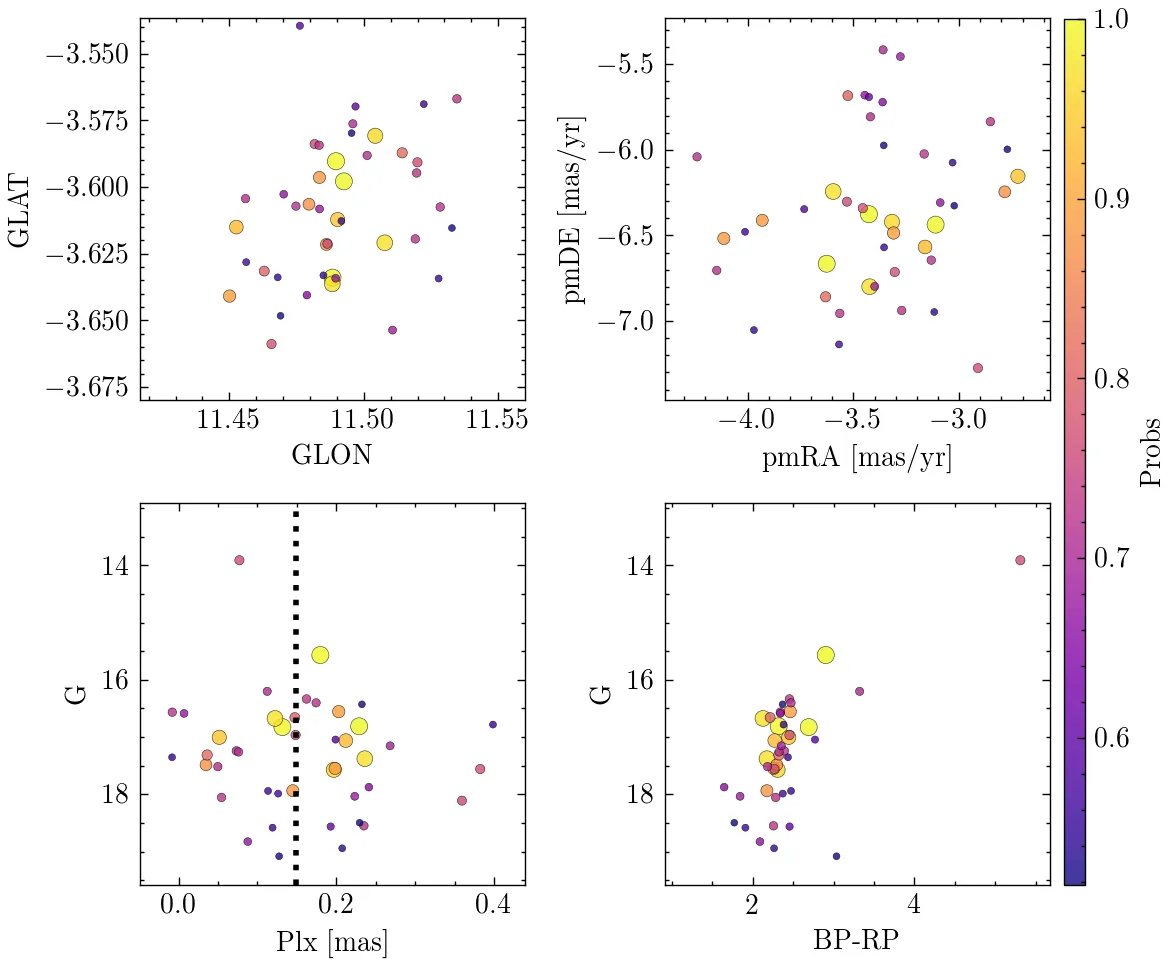 −3.550
−3.575
−3.600
−3.625
−3.650
−3.675
11.45 11.50 11.55
GLON
GLAT
−5.5
−6.0
−6.5
−7.0
−4.0 −3.5 −3.0
pmRA [mas/yr]
pmDE [mas/yr]
14
16
18
0.0 0.2 0.4
Plx [mas]
G
14
16
18
2 4
BP-RP
G
1.0
0.9
0.8
0.7
0.6
Probs